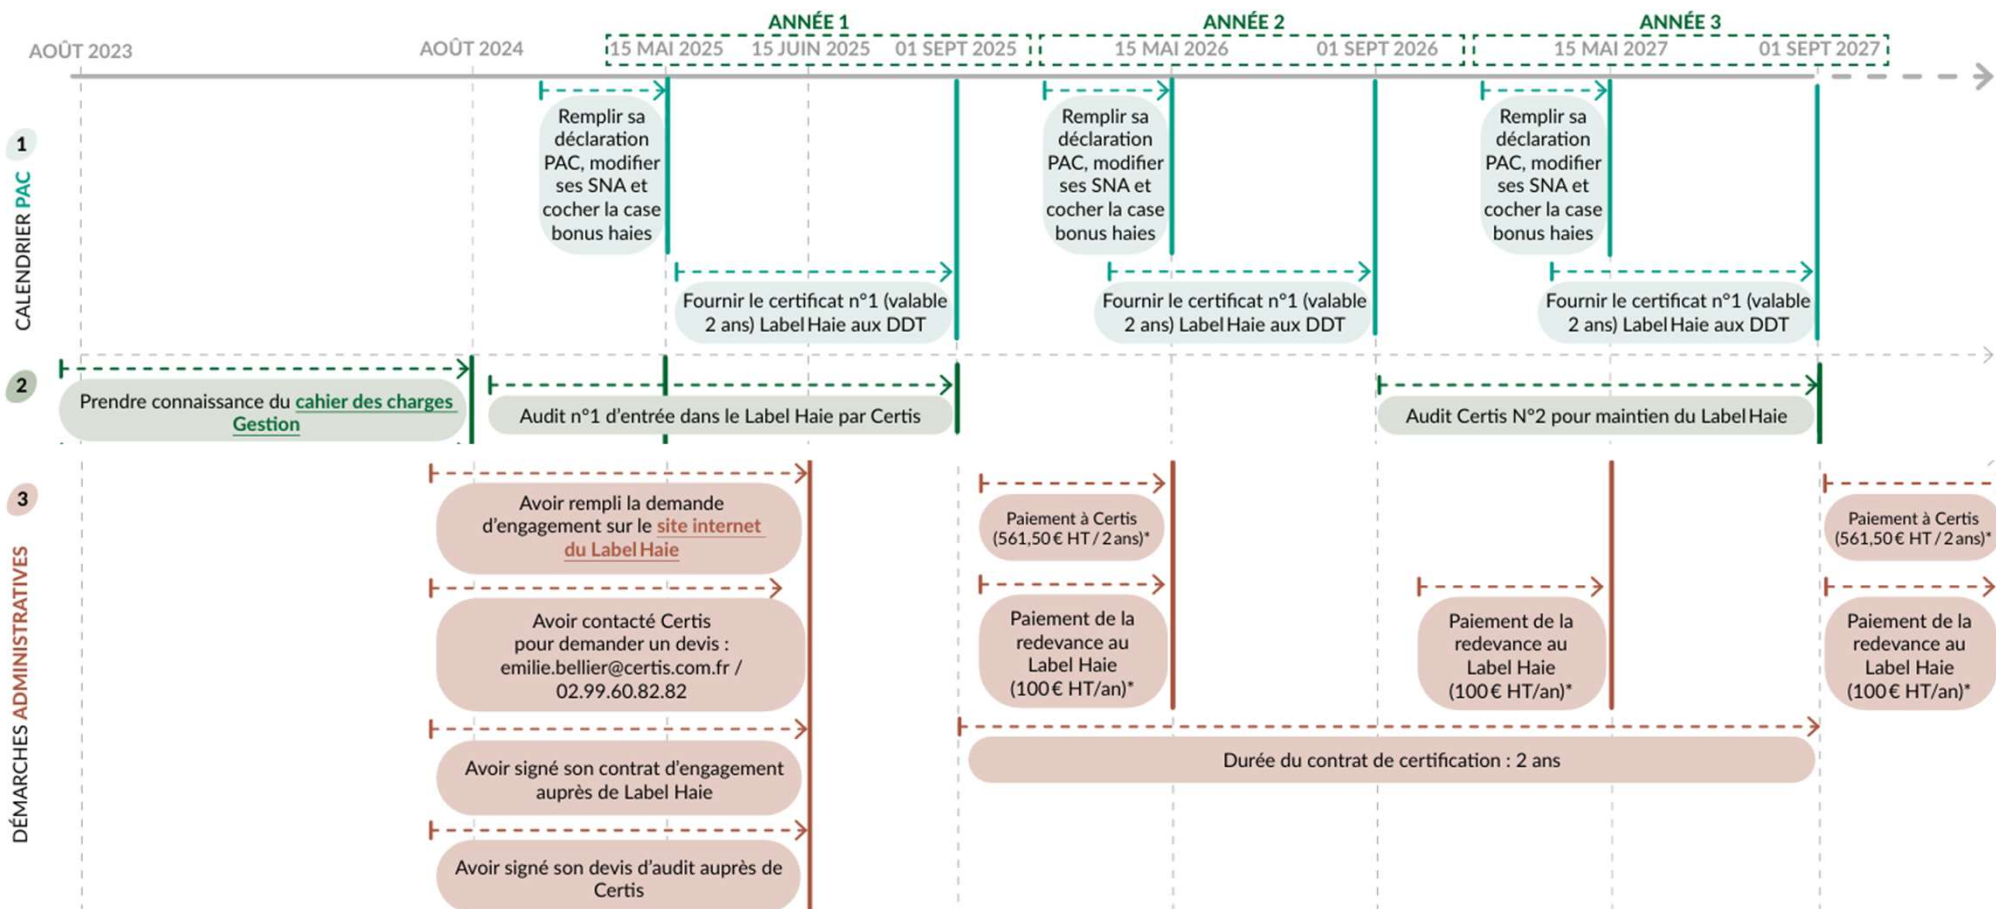 ANNÉE 1
ANNÉE 2
ANNÉE 3
AOÛT 2023
AOÛT 2024
15 MAI 2025
15 JUIN 2025
01 SEPT 2025
15 MAI 2026
01 SEPT 2026
15 MAI 2027
01 SEPT 2027
1
CALENDRIER PAC
Remplir sa
déclaration
PAC, modifier
ses SNA et
cocher la case
bonus haies
Remplir sa
déclaration
PAC, modifier
ses SNA et
cocher la case
bonus haies
Remplir sa
déclaration
PAC, modifier
ses SNA et
cocher la case
bonus haies
Fournir le certificat n°1 (valable
2 ans) Label Haie aux DDT
Fournir le certificat n°1 (valable
2 ans) Label Haie aux DDT
Fournir le certificat n°1 (valable
2 ans) Label Haie aux DDT
2
Prendre connaissance du cahier des charges
Gestion
Audit n°1 d'entrée dans le Label Haie par Certis
Audit Certis N°2 pour maintien du Label Haie
3
DÉMARCHES ADMINISTRATIVES
Avoir rempli la demande
d'engagement sur le site internet
du Label Haie
Avoir contacté Certis
pour demander un devis :
emilie.bellier@certis.com.fr /
02.99.60.82.82
Avoir signé son contrat d'engagement
auprès de Label Haie
Avoir signé son devis d'audit auprès de
Certis
Paiement à Certis
(561,50 € HT / 2 ans)*
Paiement de la
redevance au
Label Haie
(100 € HT/an)*
Paiement de la
redevance au
Label Haie
(100 € HT/an)*
Paiement à Certis
(561,50 € HT / 2 ans)*
Paiement de la
redevance au
Label Haie
(100 € HT/an)*
Durée du contrat de certification : 2 ans